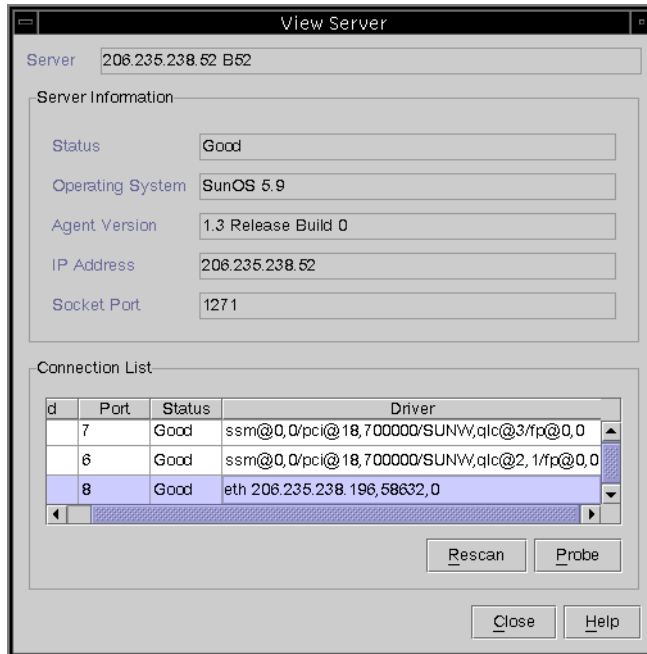 View Server
Server 206.235.238.52 B52
Server Information
Status Good
Operating System SunOS 5.9
Agent Version 1.3 Release Build 0
IP Address 206.235.238.52
Socket Port 1271
Connection List
d Port Status Driver
7 Good ssm@0,0/pci@18,700000/SUNW,qlc@3/fp@0,0
6 Good ssm@0,0/pci@18,700000/SUNW,qlc@2,1/fp@0,0
8 Good eth 206.235.238.196,58632,0
Rescan Probe
Close Help